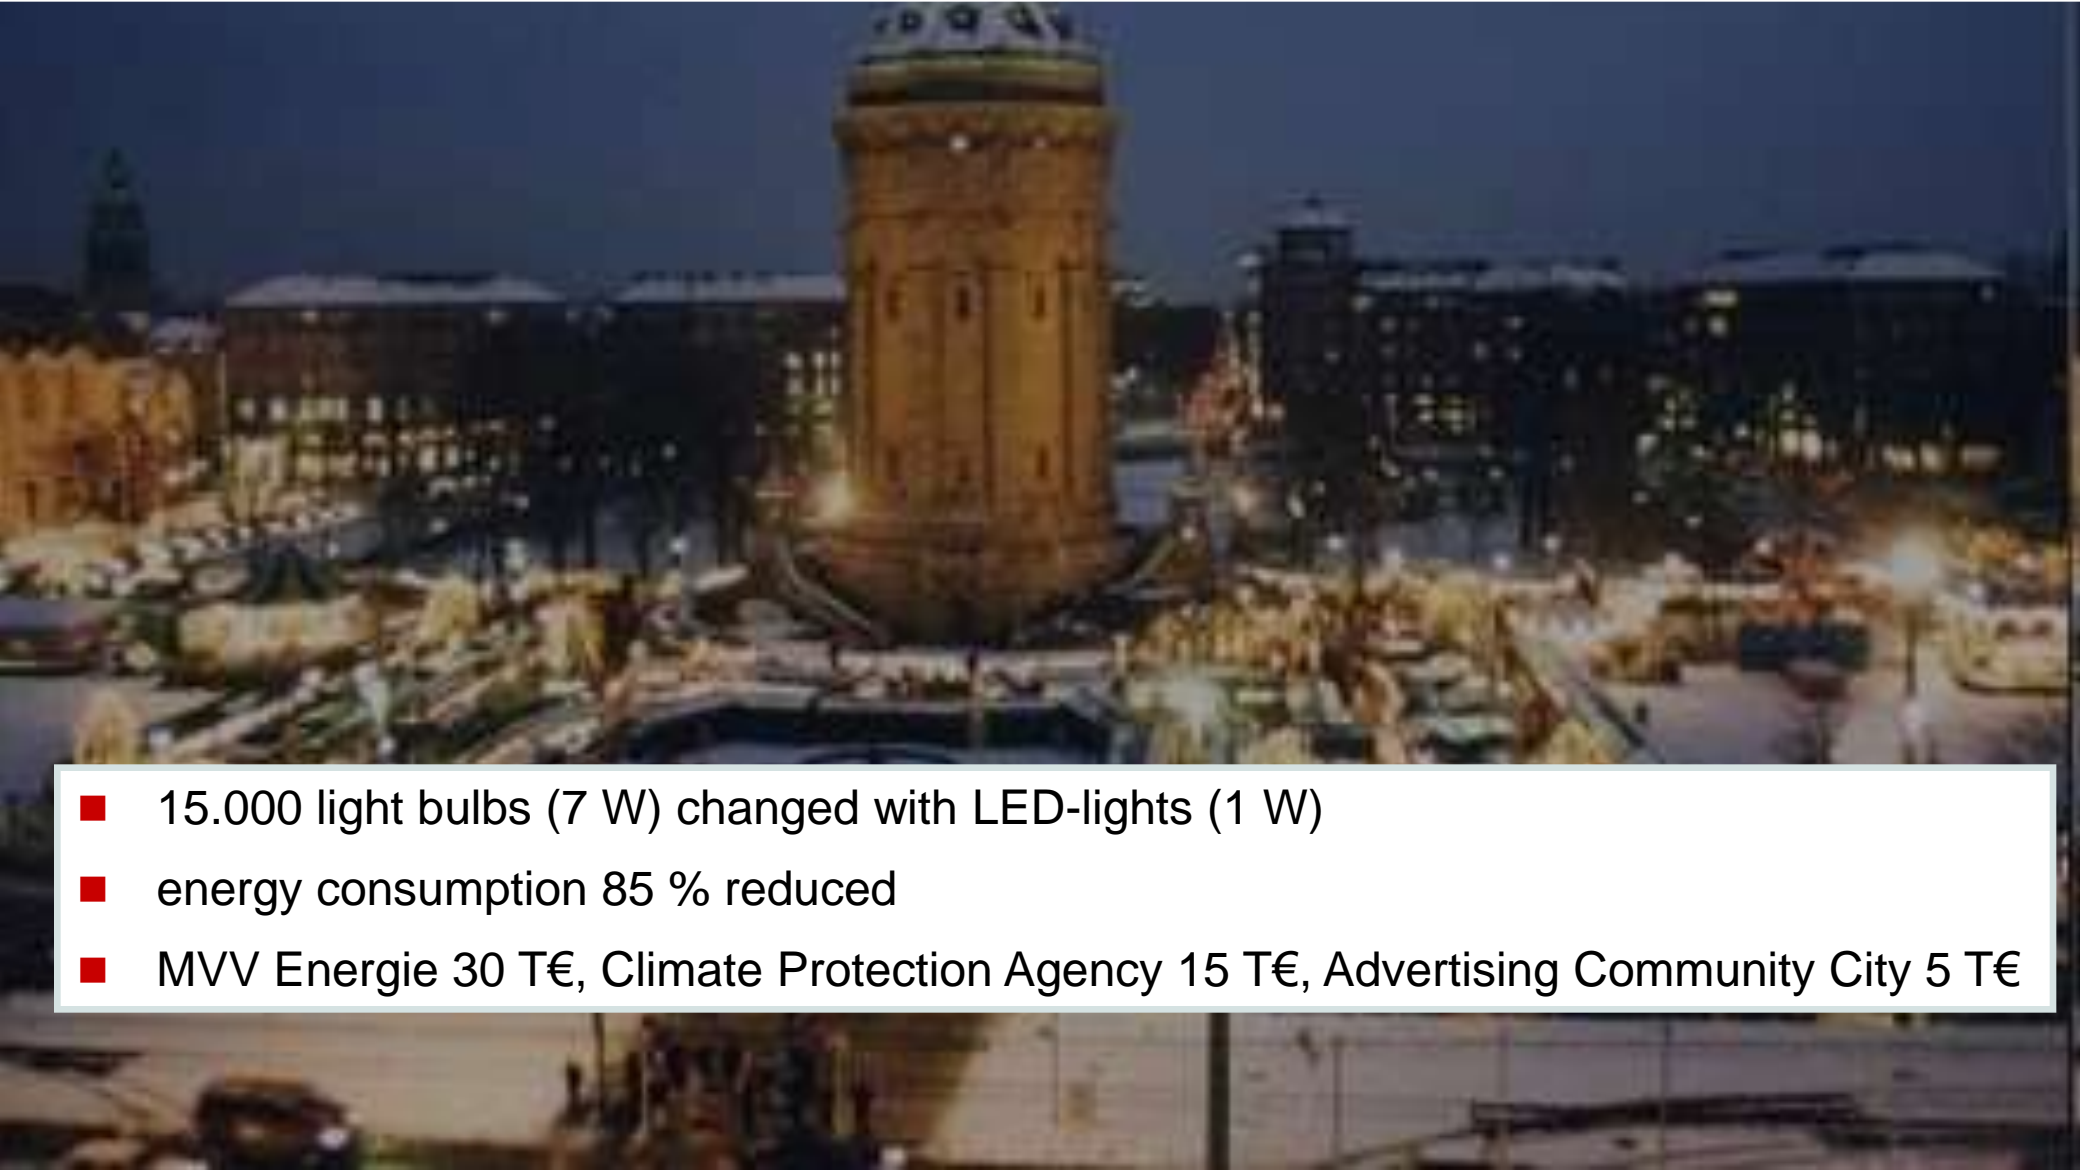 15.000 light bulbs (7 W) changed with LED-lights (1 W)
energy consumption 85 % reduced
MVV Energie 30 T€, Climate Protection Agency 15 T€, Advertising Community City 5 T€